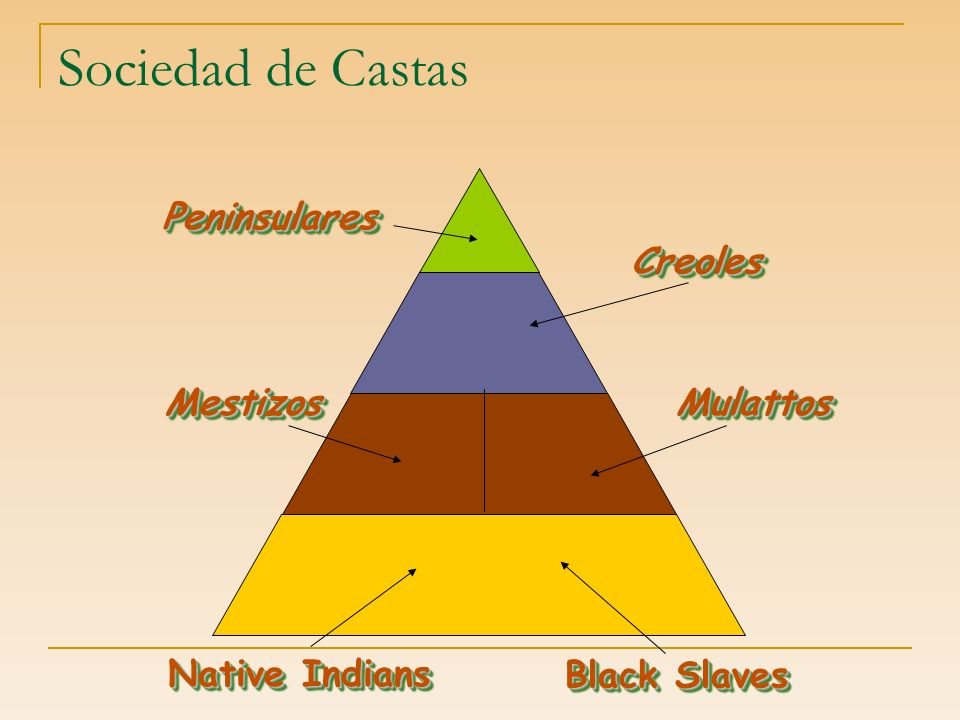 Sociedad de Castas
Peninsulares
Creoles
Mestizos
Mulattos
Native Indians
Black Slaves